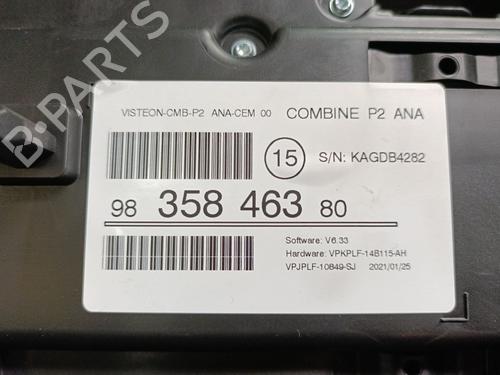 VISTEON-CMB-P2 ANA-CEM 00 COMBINE P2 ANA
15 S/N: KAGDB4282
98 358 463 80
Software: V6.33
Hardware: VPKPLF-14B115-AH
VPJPLF-10849-SJ 2021/01/25
B-PARTS